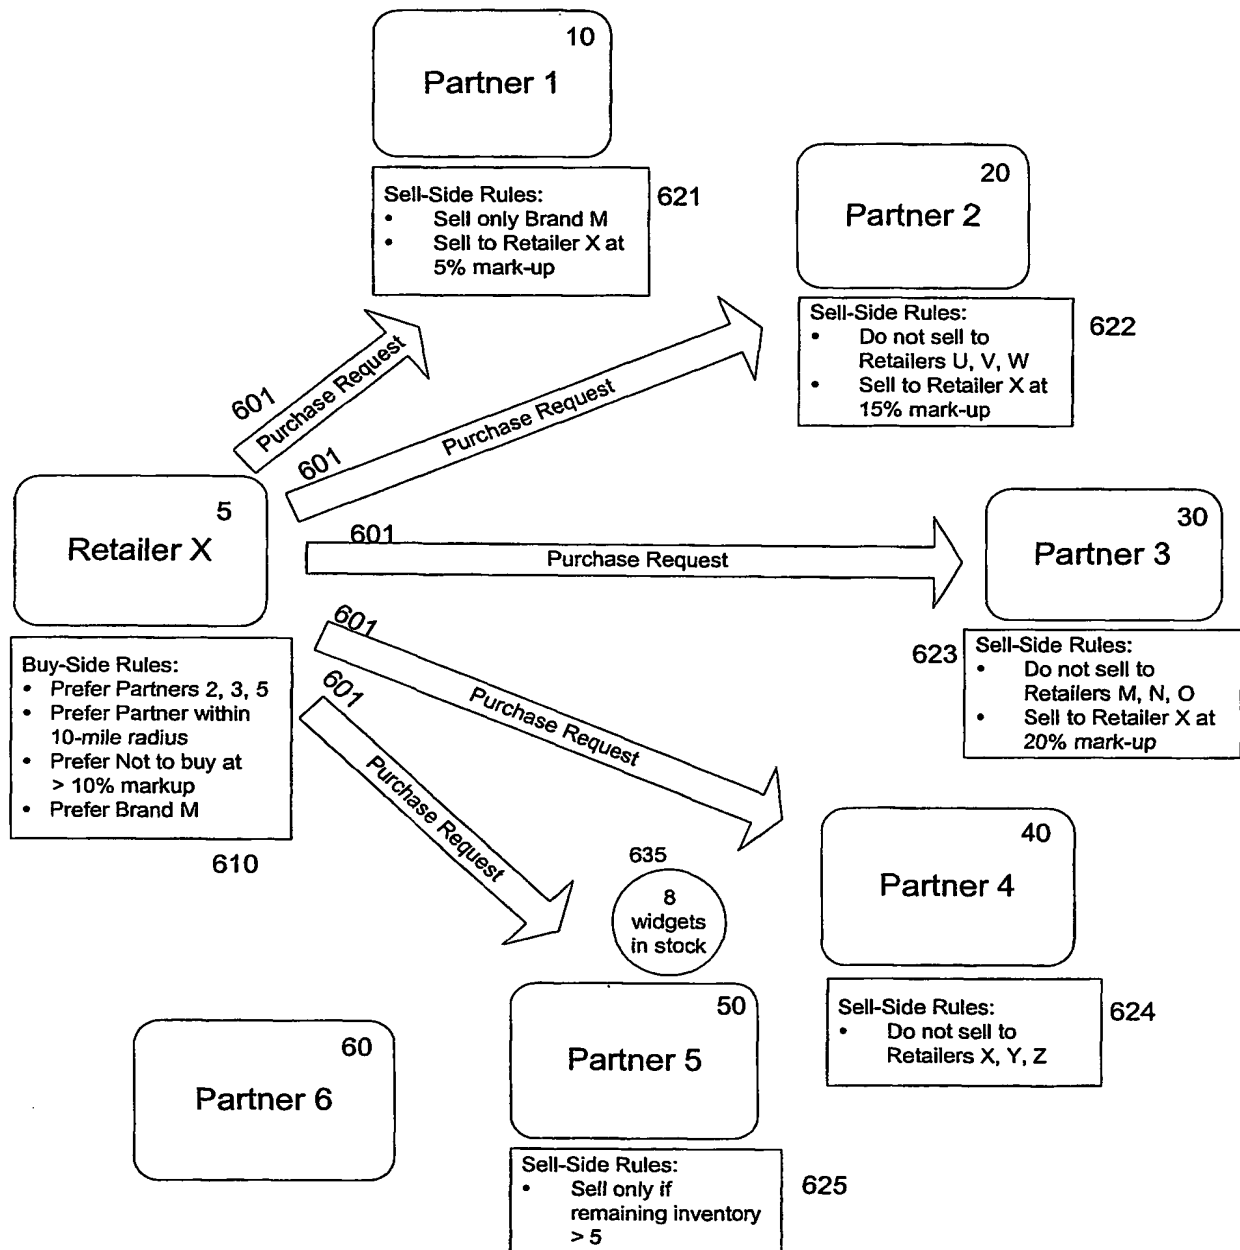 10
Partner 1
Sell-Side Rules:
• Sell only Brand M
• Sell to Retailer X at
5% mark-up
621
20
Partner 2
Sell-Side Rules:
• Do not sell to
Retailers U, V, W
• Sell to Retailer X at
15% mark-up
622
601
Purchase Request
601
Purchase Request
5
Retailer X
601
Purchase Request
30
Partner 3
Buy-Side Rules:
• Prefer Partners 2, 3, 5
• Prefer Partner within
10-mile radius
• Prefer Not to buy at
> 10% markup
• Prefer Brand M
610
601
Purchase Request
601
Purchase Request
623
Sell-Side Rules:
• Do not sell to
Retailers M, N, O
• Sell to Retailer X at
20% mark-up
635
8
widgets
in stock
40
Partner 4
Sell-Side Rules:
• Do not sell to
Retailers X, Y, Z
624
50
Partner 5
60
Partner 6
Sell-Side Rules:
• Sell only if
remaining inventory
> 5
625